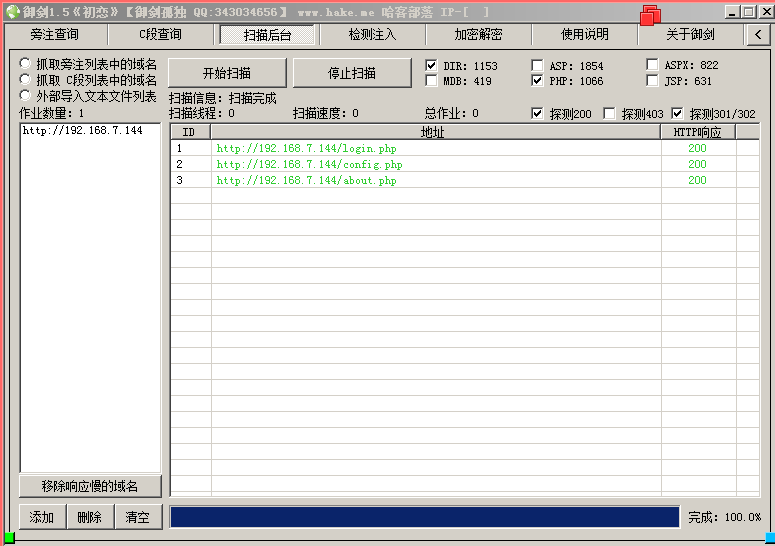 御剑1.5《初恋》【御剑孤独 QQ:343034656】 www.hake.me 哈客部落 IP-[ ]
旁注查询 C段查询 扫描后台 检测注入 加密解密 使用说明 关于御剑 <
抓取旁注列表中的域名
抓取 C段列表中的域名
外部导入文本文件列表
开始扫描 停止扫描
DIR: 1153 ASP: 1854 ASPX: 822
MDB: 419 PHP: 1066 JSP: 631
扫描信息: 扫描完成
扫描线程: 0 扫描速度: 0 总作业: 0 探测200 探测403 探测301/302
作业数量: 1
http://192.168.7.144
ID 地址 HTTP响应
1 http://192.168.7.144/login.php 200
2 http://192.168.7.144/config.php 200
3 http://192.168.7.144/about.php 200
移除响应慢的域名
添加 删除 清空
完成: 100.0%